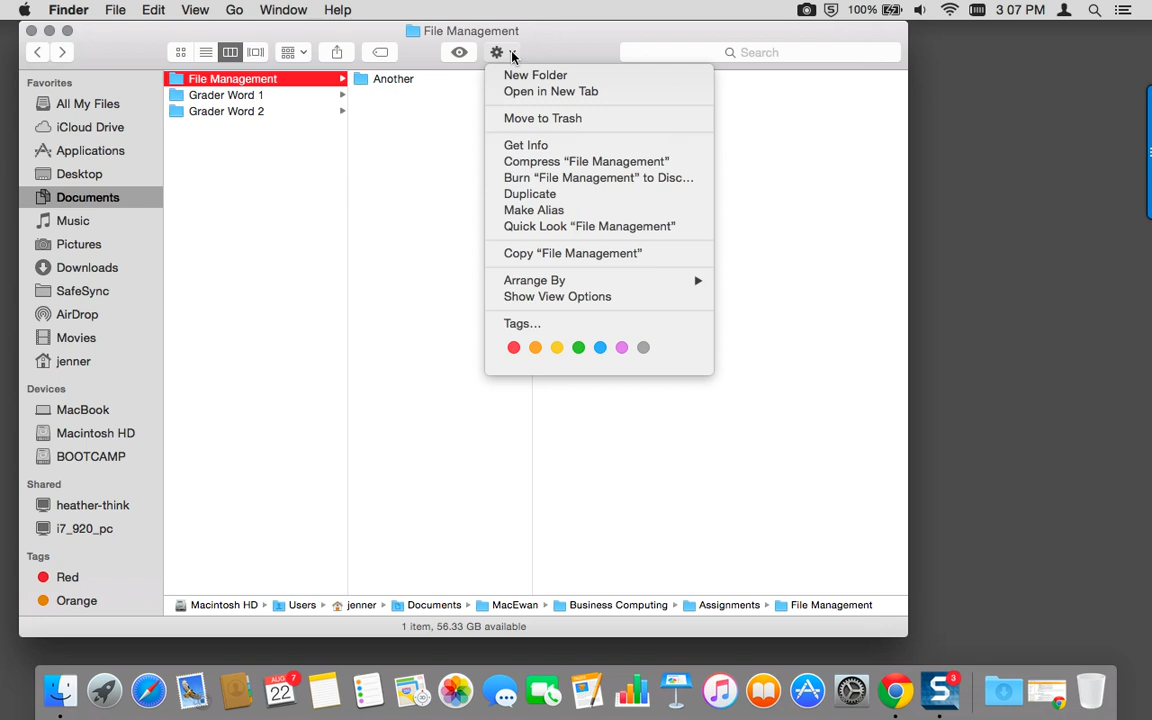 Finder File Edit View Go Window Help 100% 3:07 PM
File Management
Search
Favorites
All My Files
iCloud Drive
Applications
Desktop
Documents
Music
Pictures
Downloads
SafeSync
AirDrop
Movies
jenner
Devices
MacBook
Macintosh HD
BOOTCAMP
Shared
heather-think
i7_920_pc
Tags
Red
Orange
File Management
Grader Word 1
Grader Word 2
Another
New Folder
Open in New Tab
Move to Trash
Get Info
Compress “File Management”
Burn “File Management” to Disc...
Duplicate
Make Alias
Quick Look “File Management”
Copy “File Management”
Arrange By
Show View Options
Tags...
Macintosh HD Users jenner Documents MacEwan Business Computing Assignments File Management
1 item, 56.33 GB available
AUG 7
22
S 3